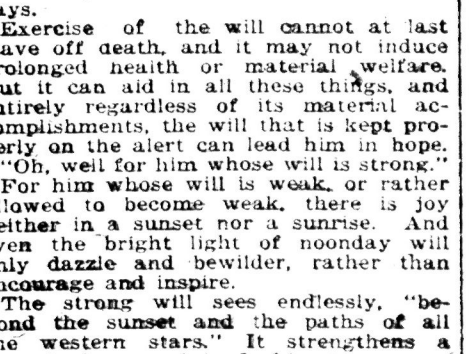 ays.
Exercise of the will cannot at last
ave off death, and it may not induce
rolonged health or material welfare.
ut it can aid in all these things, and
ntirely regardless of its material ac-
omplishments, the will that is kept pro-
erly on the alert can lead him in hope.
"Oh, well for him whose will is strong."
For him whose will is weak, or rather
llowed to become weak, there is joy
either in a sunset nor a sunrise. And
ven the bright light of noonday will
nly dazzle and bewilder, rather than
ncourage and inspire.
The strong will sees endlessly, "be-
ond the sunset and the paths of all
he western stars." It strengthens a